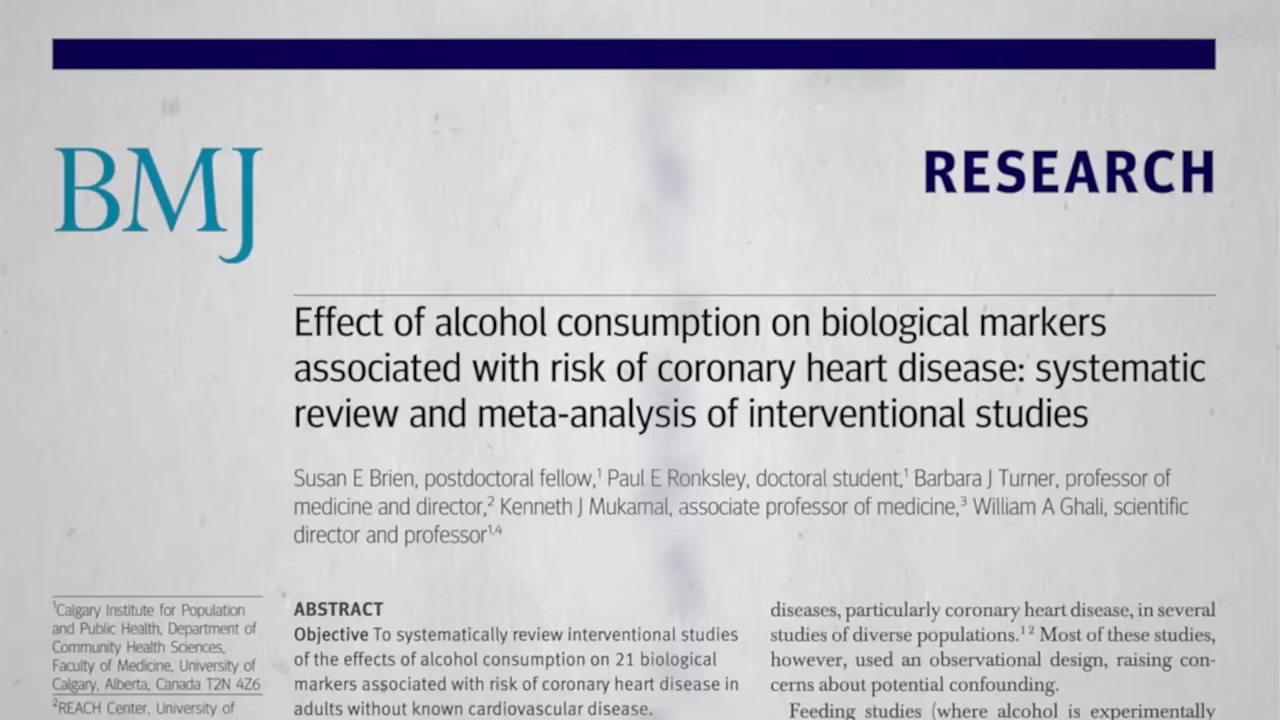 BMJ
RESEARCH
Effect of alcohol consumption on biological markers
associated with risk of coronary heart disease: systematic
review and meta-analysis of interventional studies
Susan E Brien, postdoctoral fellow,¹ Paul E Ronksley, doctoral student,¹ Barbara J Turner, professor of
medicine and director,² Kenneth J Mukamal, associate professor of medicine,³ William A Ghali, scientific
director and professor¹,⁴
¹Calgary Institute for Population
and Public Health, Department of
Community Health Sciences,
Faculty of Medicine, University of
Calgary, Alberta, Canada T2N 4Z6
²REACH Center, University of
ABSTRACT
Objective To systematically review interventional studies
of the effects of alcohol consumption on 21 biological
markers associated with risk of coronary heart disease in
adults without known cardiovascular disease.
diseases, particularly coronary heart disease, in several
studies of diverse populations.¹ ² Most of these studies,
however, used an observational design, raising con-
cerns about potential confounding.
Feeding studies (where alcohol is experimentally